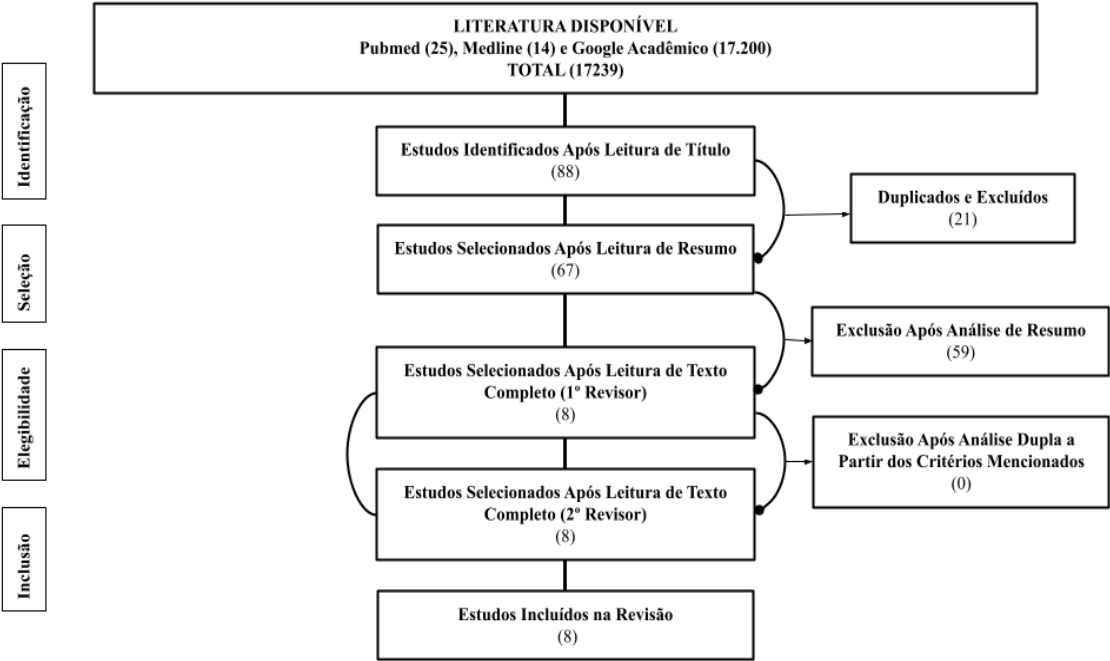 LITERATURA DISPONÍVEL
Pubmed (25), Medline (14) e Google Acadêmico (17.200)
TOTAL (17239)
Identificação
Estudos Identificados Após Leitura de Título
(88)
Duplicados e Excluídos
(21)
Seleção
Estudos Selecionados Após Leitura de Resumo
(67)
Exclusão Após Análise de Resumo
(59)
Elegibilidade
Estudos Selecionados Após Leitura de Texto
Completo (1º Revisor)
(8)
Exclusão Após Análise Dupla a
Partir dos Critérios Mencionados
(0)
Estudos Selecionados Após Leitura de Texto
Completo (2º Revisor)
(8)
Inclusão
Estudos Incluídos na Revisão
(8)